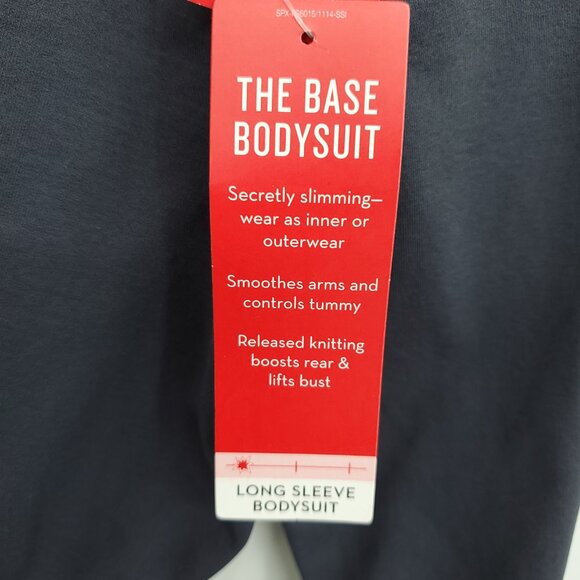 THE BASE
BODYSUIT
Secretly slimming—
wear as inner or
outerwear
Smoothes arms and
controls tummy
Released knitting
boosts rear &
lifts bust
LONG SLEEVE
BODYSUIT